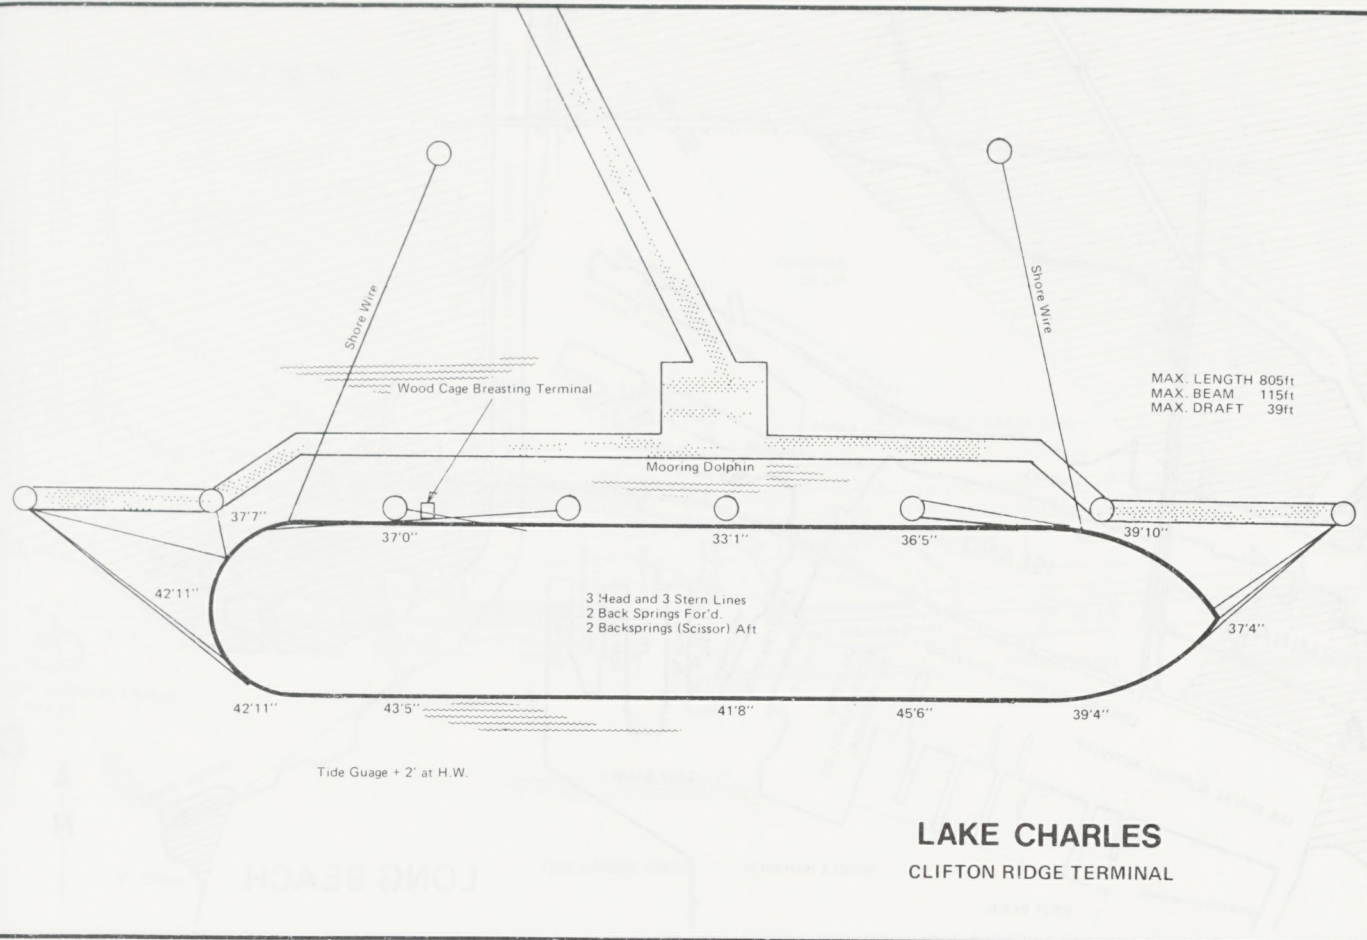 Shore Wire
Shore Wire
Wood Cage Breasting Terminal
MAX. LENGTH 805ft
MAX. BEAM 115ft
MAX. DRAFT 39ft
Mooring Dolphin
37'7''
37'0''
33'1''
36'5''
39'10''
42'11''
3 Head and 3 Stern Lines
2 Back Springs For'd.
2 Backsprings (Scissor) Aft
37'4''
42'11''
43'5''
41'8''
45'6''
39'4''
Tide Guage + 2' at H.W.
LAKE CHARLES
CLIFTON RIDGE TERMINAL
LONG BEACH